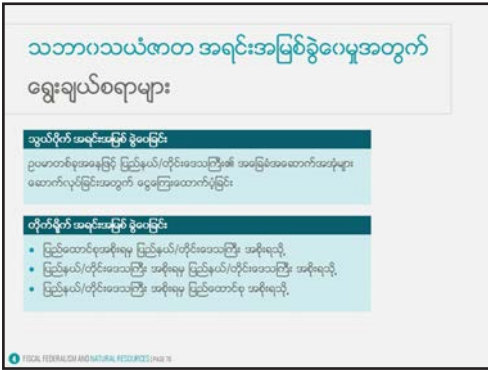 သဘာဝသယံဇာတ အရင်းအမြစ်ခွဲဝေမှုအတွက်
ရွေးချယ်စရာများ
သွယ်ဝိုက် အရင်းအမြစ် ခွဲဝေခြင်း
ဥပမာတစ်ခုအနေဖြင့် ပြည်နယ်/တိုင်းဒေသကြီး၏ အခြေခံအဆောက်အအုံများ
ဆောက်လုပ်ခြင်းအတွက် ငွေကြေးထောက်ပံ့ခြင်း
တိုက်ရိုက် အရင်းအမြစ် ခွဲဝေခြင်း
• ပြည်ထောင်စုအစိုးရမှ ပြည်နယ်/တိုင်းဒေသကြီး အစိုးရသို့
• ပြည်နယ်/တိုင်းဒေသကြီး အစိုးရမှ ပြည်နယ်/တိုင်းဒေသကြီး အစိုးရသို့
• ပြည်နယ်/တိုင်းဒေသကြီး အစိုးရမှ ပြည်ထောင်စု အစိုးရသို့
FISCAL FEDERALISM AND NATURAL RESOURCES | PAGE 16